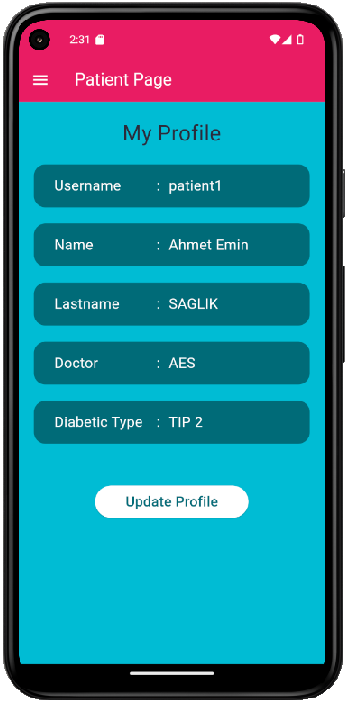 2:31
Patient Page
My Profile
Username : patient1
Name : Ahmet Emin
Lastname : SAGLIK
Doctor : AES
Diabetic Type : TIP 2
Update Profile